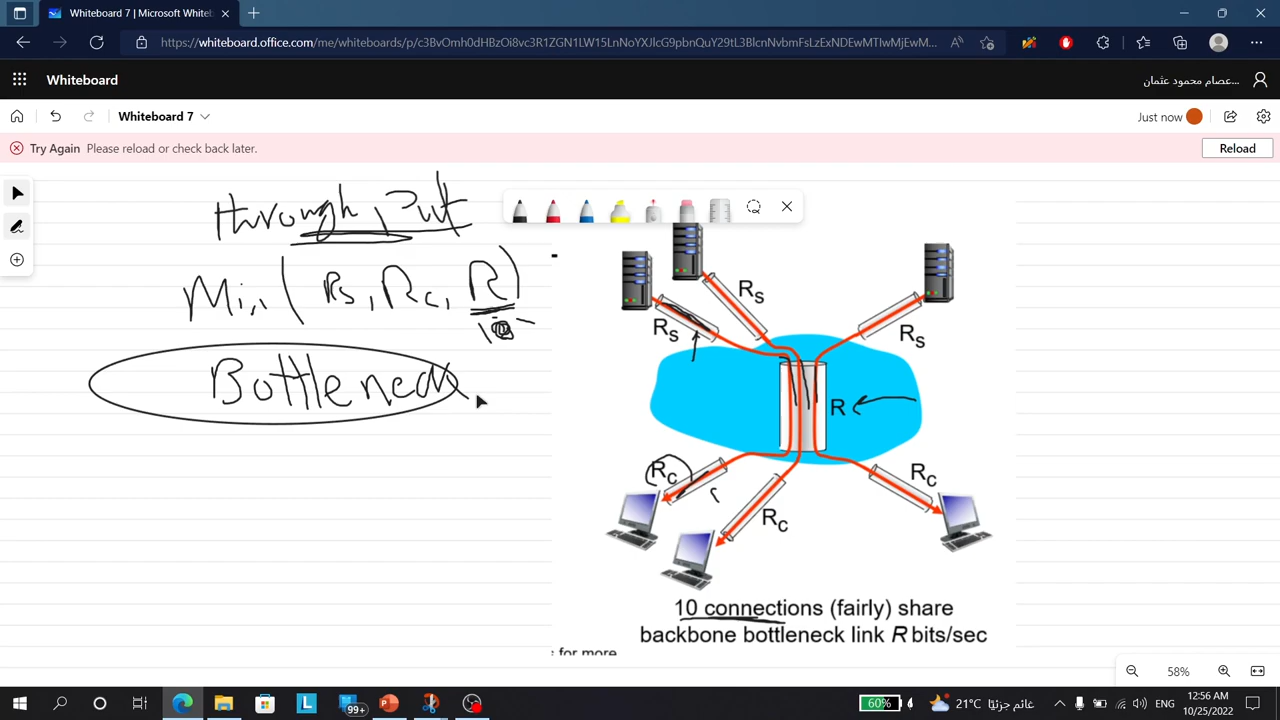 Whiteboard 7 | Microsoft Whiteb
https://whiteboard.office.com/me/whiteboards/p/
Whiteboard
عصام محمود عثمان...
Whiteboard 7
Just now
Try Again Please reload or check back later.
Reload
through put
Min ( Rs, Rc, R )
10
Bottleneck
Rs
Rs
Rs
R
Rc
Rc
Rc
10 connections (fairly) share
backbone bottleneck link R bits/sec
s for more
58%
99+
60%
21°C
غائم جزئيًا
12:56 AM
10/25/2022